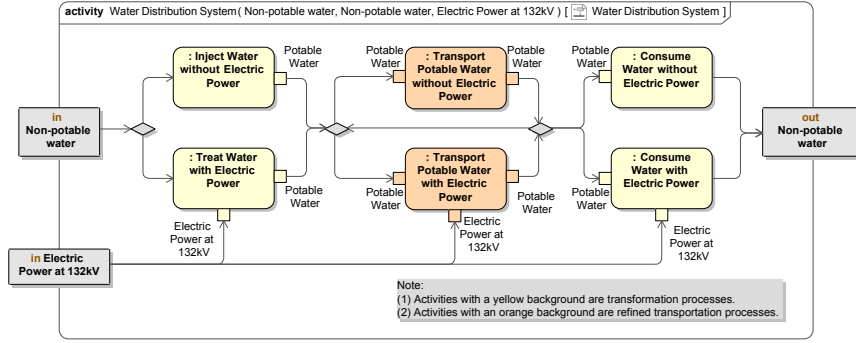 activity Water Distribution System ( Non-potable water, Non-potable water, Electric Power at 132kV ) [ Water Distribution System ]
: Inject Water
without Electric
Power
Potable
Water
Potable
Water
: Transport
Potable Water
without Electric
Power
Potable
Water
Potable
Water
: Consume
Water without
Electric Power
in
Non-potable
water
out
Non-potable
water
: Treat Water
with Electric
Power
Potable
Water
Potable
Water
: Transport
Potable Water
with Electric
Power
Potable
Water
Potable
Water
: Consume
Water with
Electric Power
Electric
Power at
132kV
Electric
Power at
132kV
Electric
Power at
132kV
in Electric
Power at 132kV
Note:
(1) Activities with a yellow background are transformation processes.
(2) Activities with an orange background are refined transportation processes.